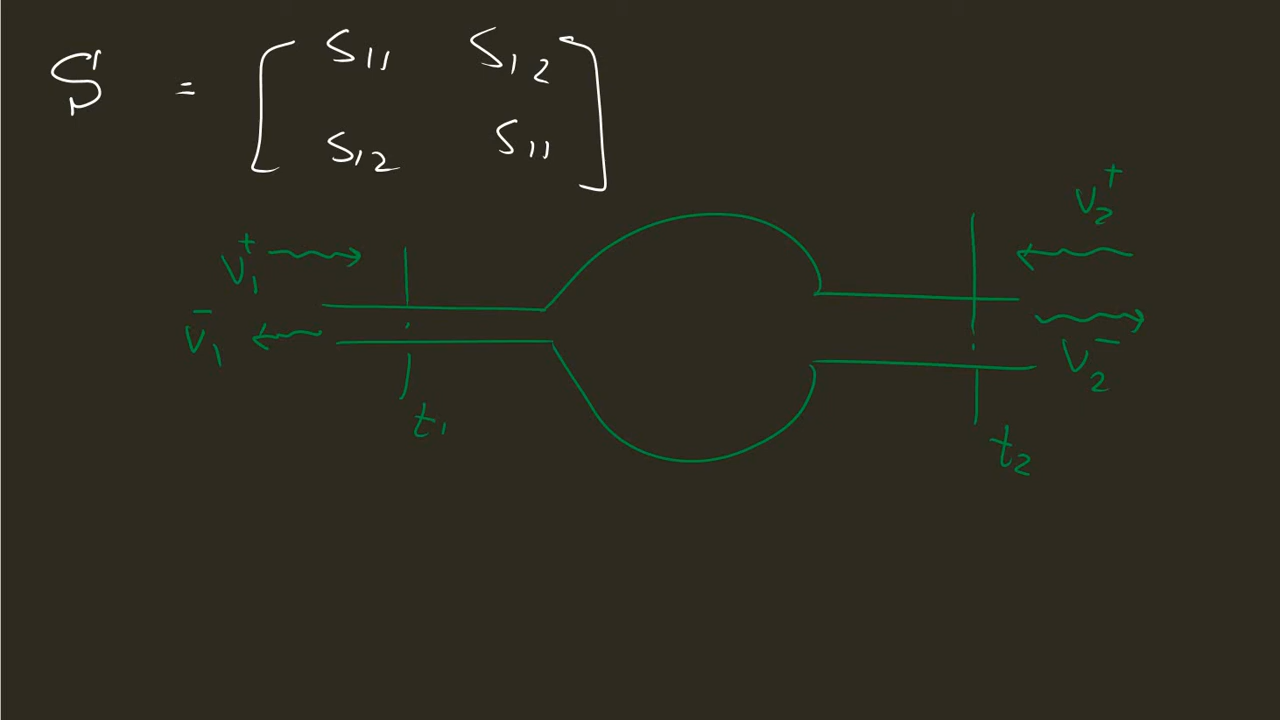 S = [ S11 S12
S12 S11 ]
V1+ V2+
V1- V2-
t1 t2